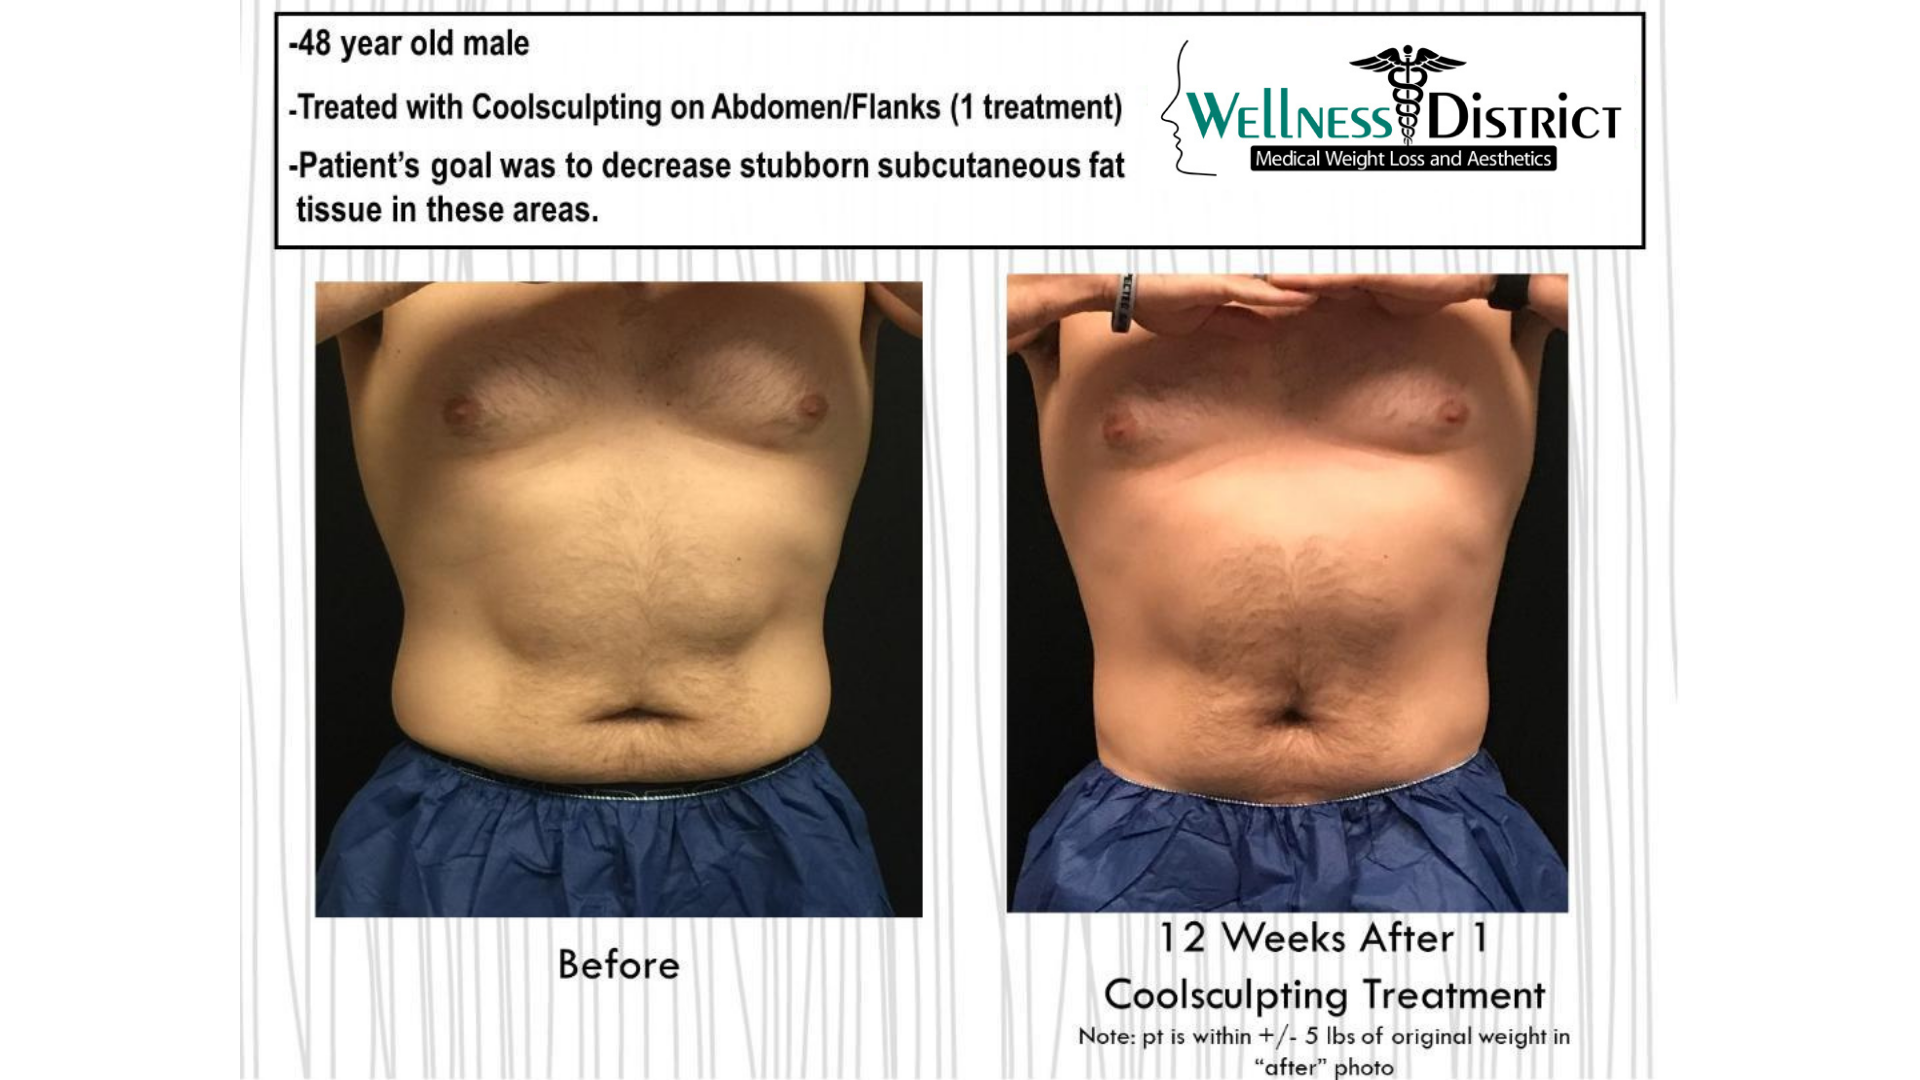 -48 year old male
-Treated with Coolsculpting on Abdomen/Flanks (1 treatment)
-Patient's goal was to decrease stubborn subcutaneous fat
tissue in these areas.
WELLNESS DISTRICT
Medical Weight Loss and Aesthetics
Before
12 Weeks After 1
Coolsculpting Treatment
Note: pt is within +/- 5 lbs of original weight in
“after” photo